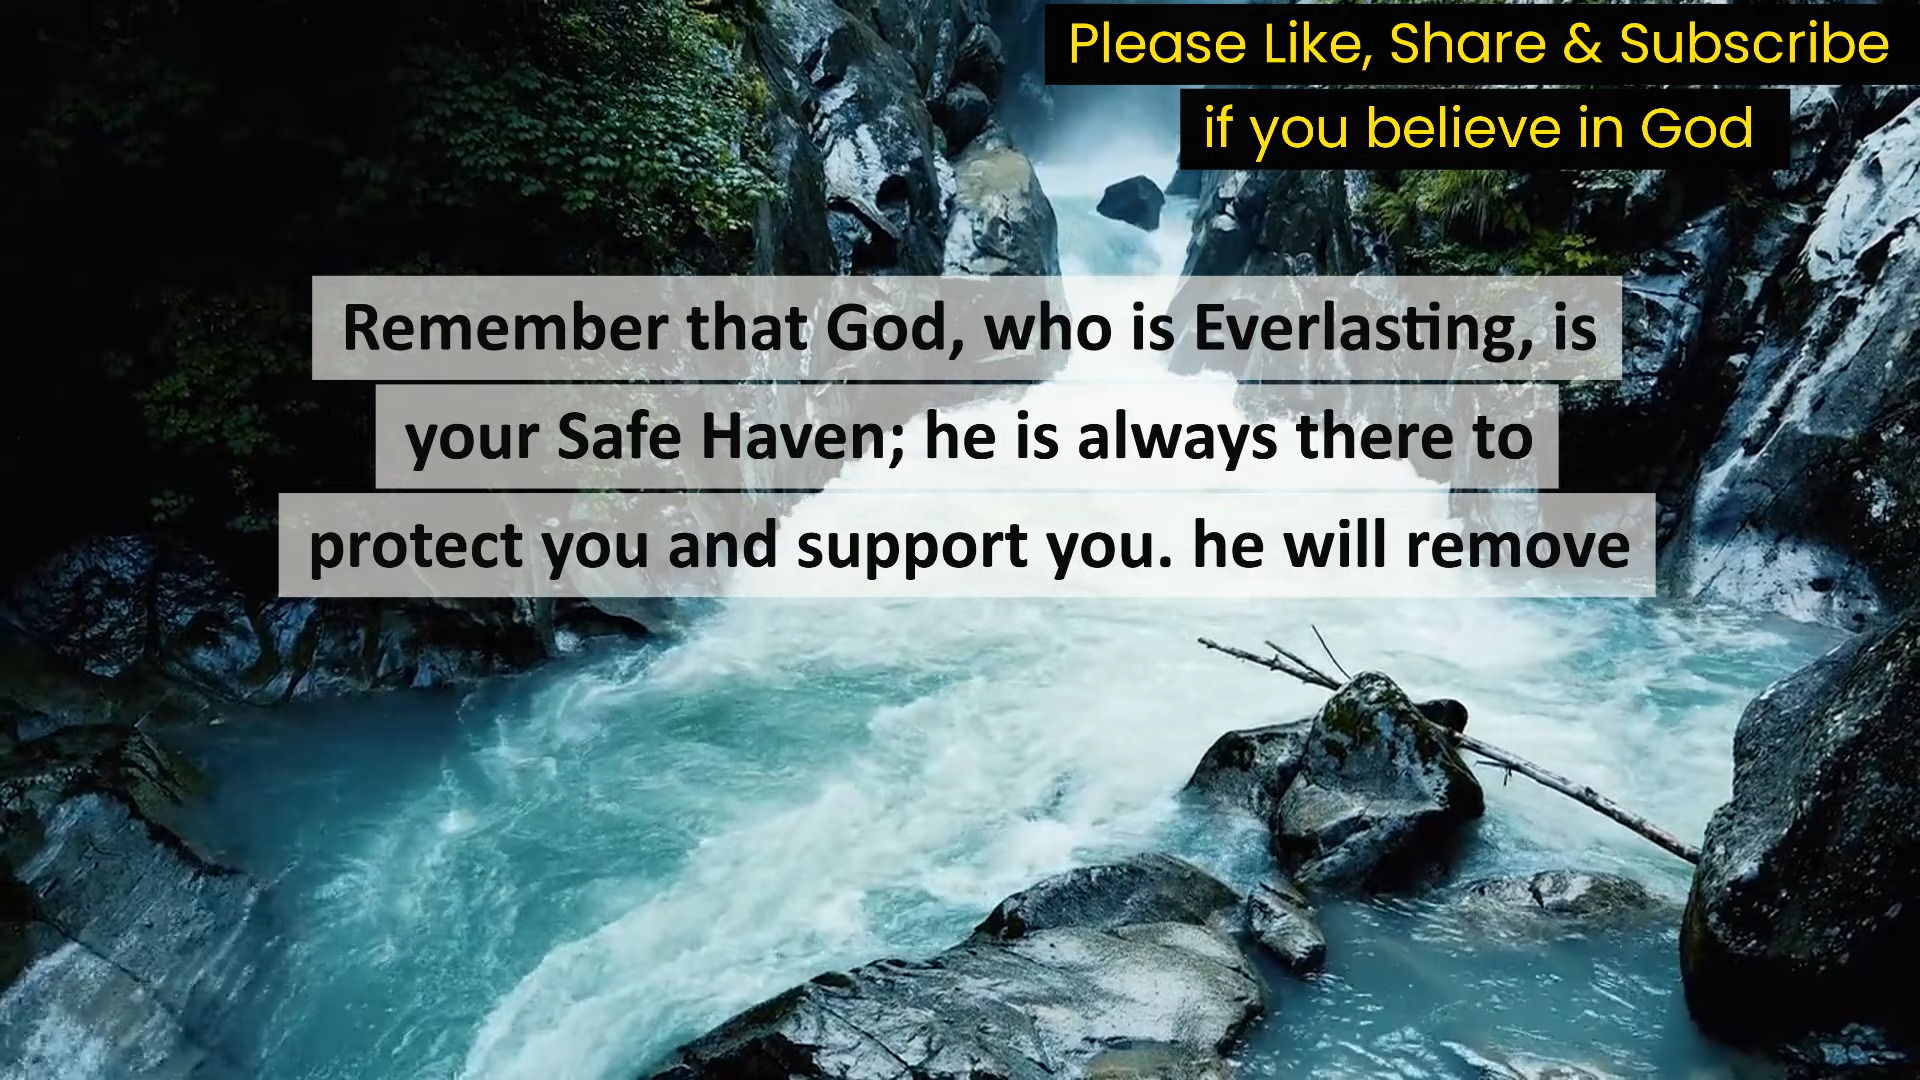 Please Like, Share & Subscribe
if you believe in God
Remember that God, who is Everlasting, is
your Safe Haven; he is always there to
protect you and support you. he will remove